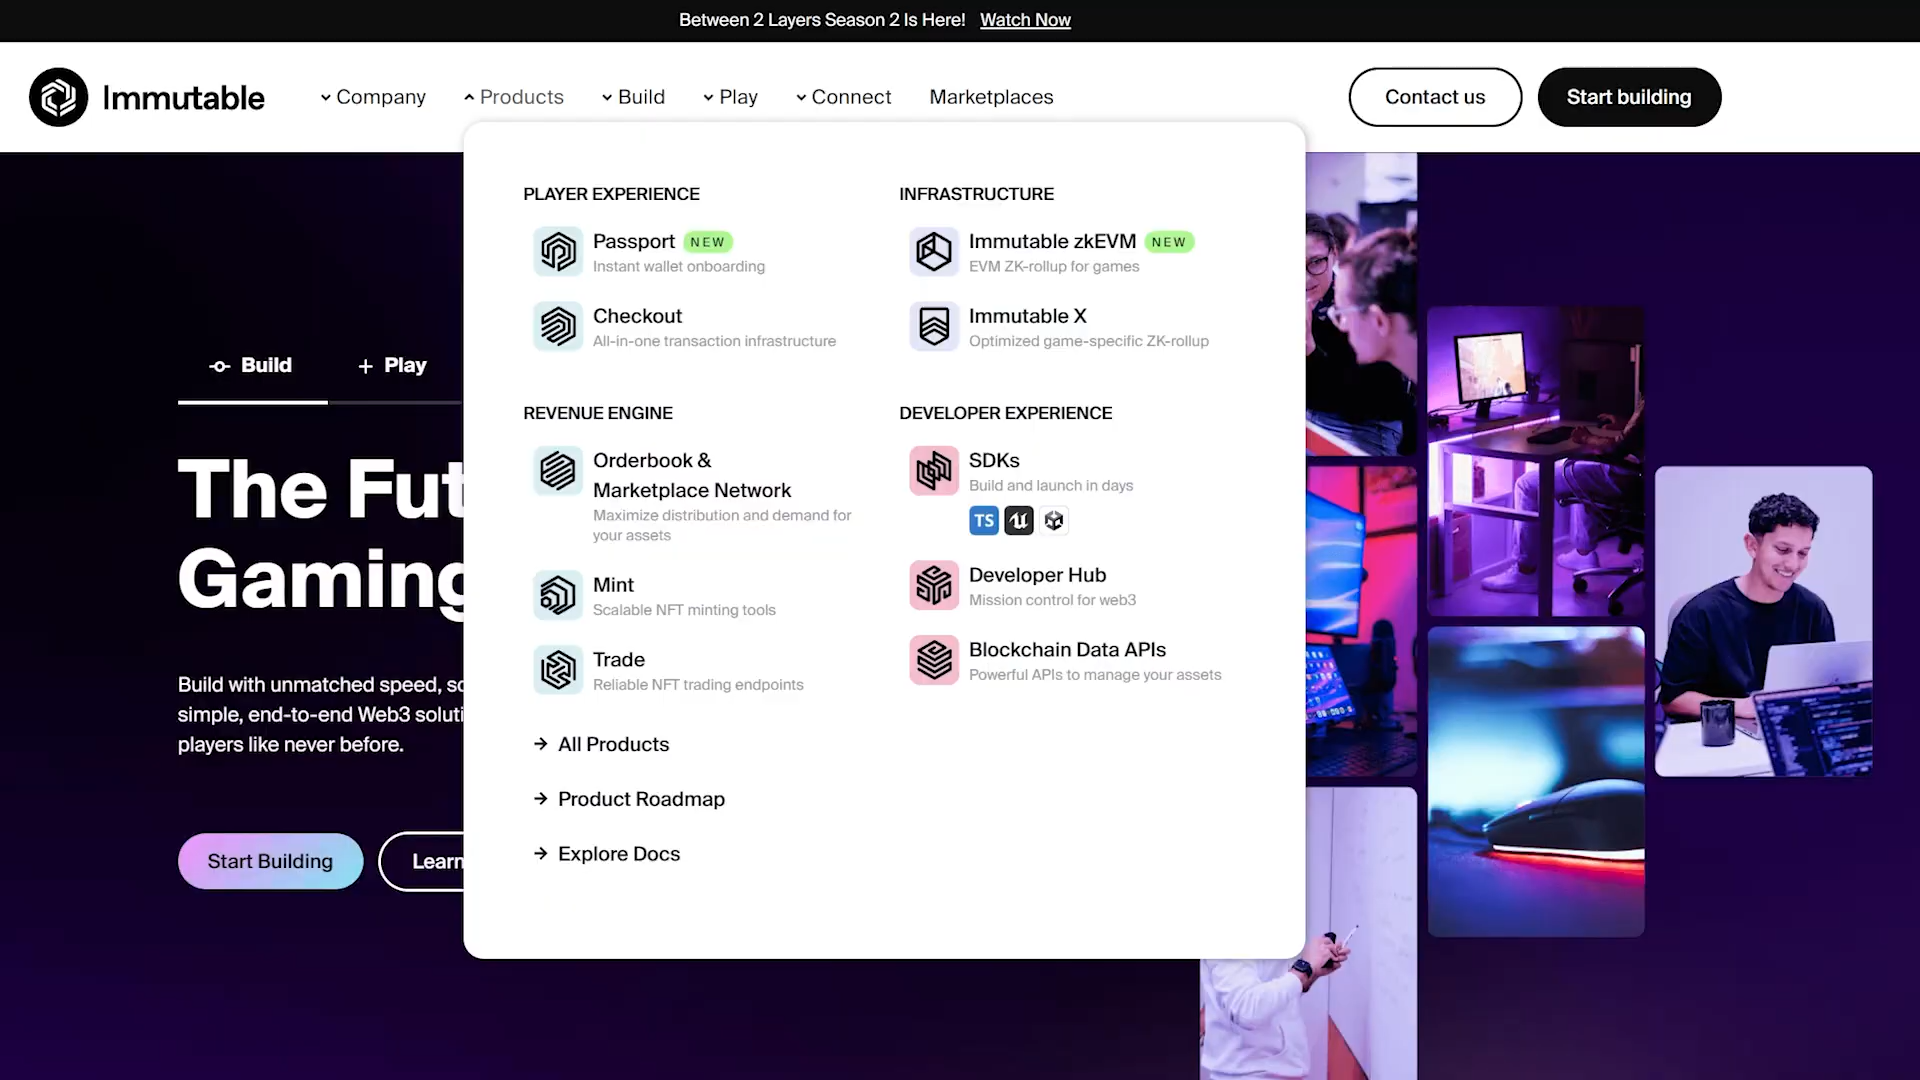 Between 2 Layers Season 2 Is Here! Watch Now
Immutable
Company
Products
Build
Play
Connect
Marketplaces
Contact us
Start building
PLAYER EXPERIENCE
Passport NEW
Instant wallet onboarding
Checkout
All-in-one transaction infrastructure
INFRASTRUCTURE
Immutable zkEVM NEW
EVM ZK-rollup for games
Immutable X
Optimized game-specific ZK-rollup
REVENUE ENGINE
Orderbook &
Marketplace Network
Maximize distribution and demand for
your assets
Mint
Scalable NFT minting tools
Trade
Reliable NFT trading endpoints
DEVELOPER EXPERIENCE
SDKs
Build and launch in days
TS
Developer Hub
Mission control for web3
Blockchain Data APIs
Powerful APIs to manage your assets
All Products
Product Roadmap
Explore Docs
Build
Play
The Fut
Gaming
Build with unmatched speed, sc
simple, end-to-end Web3 soluti
players like never before.
Start Building
Learn